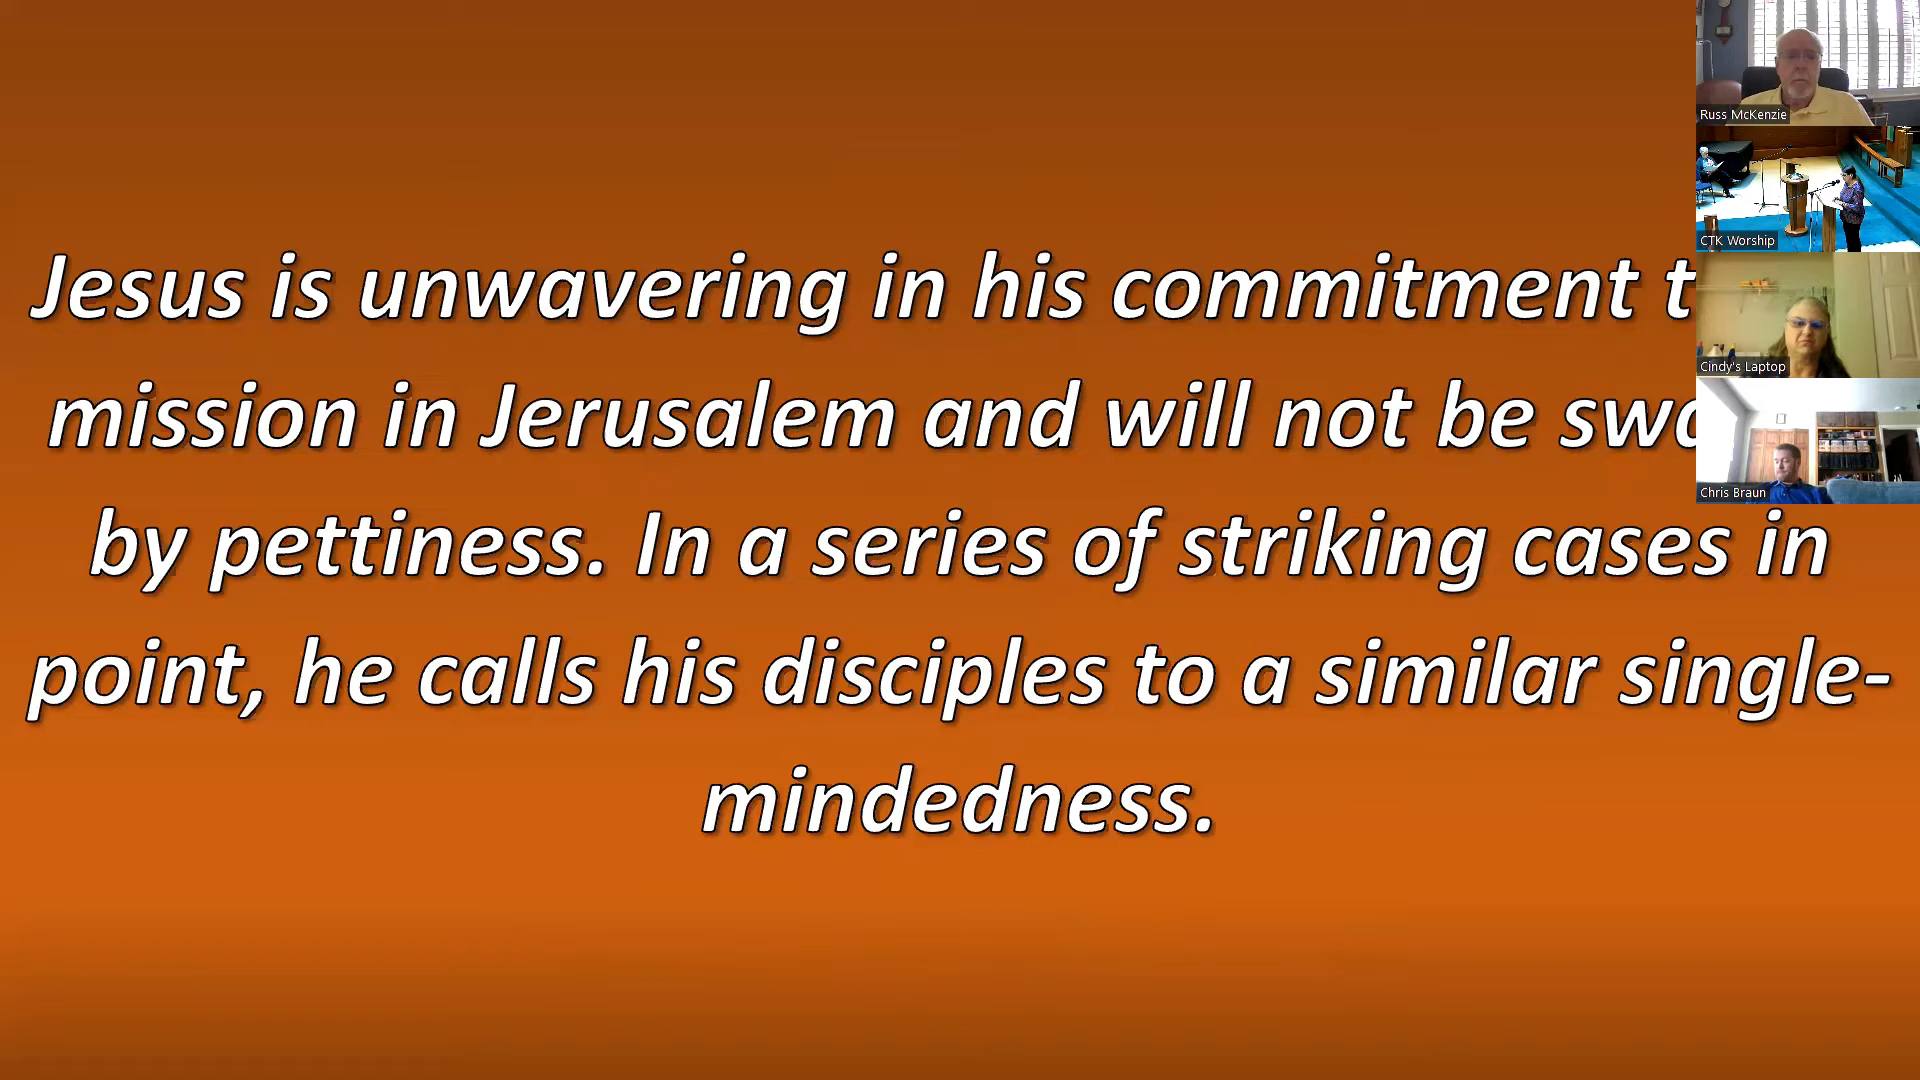 Jesus is unwavering in his commitment
mission in Jerusalem and will not be
by pettiness. In a series of striking cases in
point, he calls his disciples to a similar single-
mindedness.
Russ McKenzie
CTK Worship
Cindy's Laptop
Chris Braun